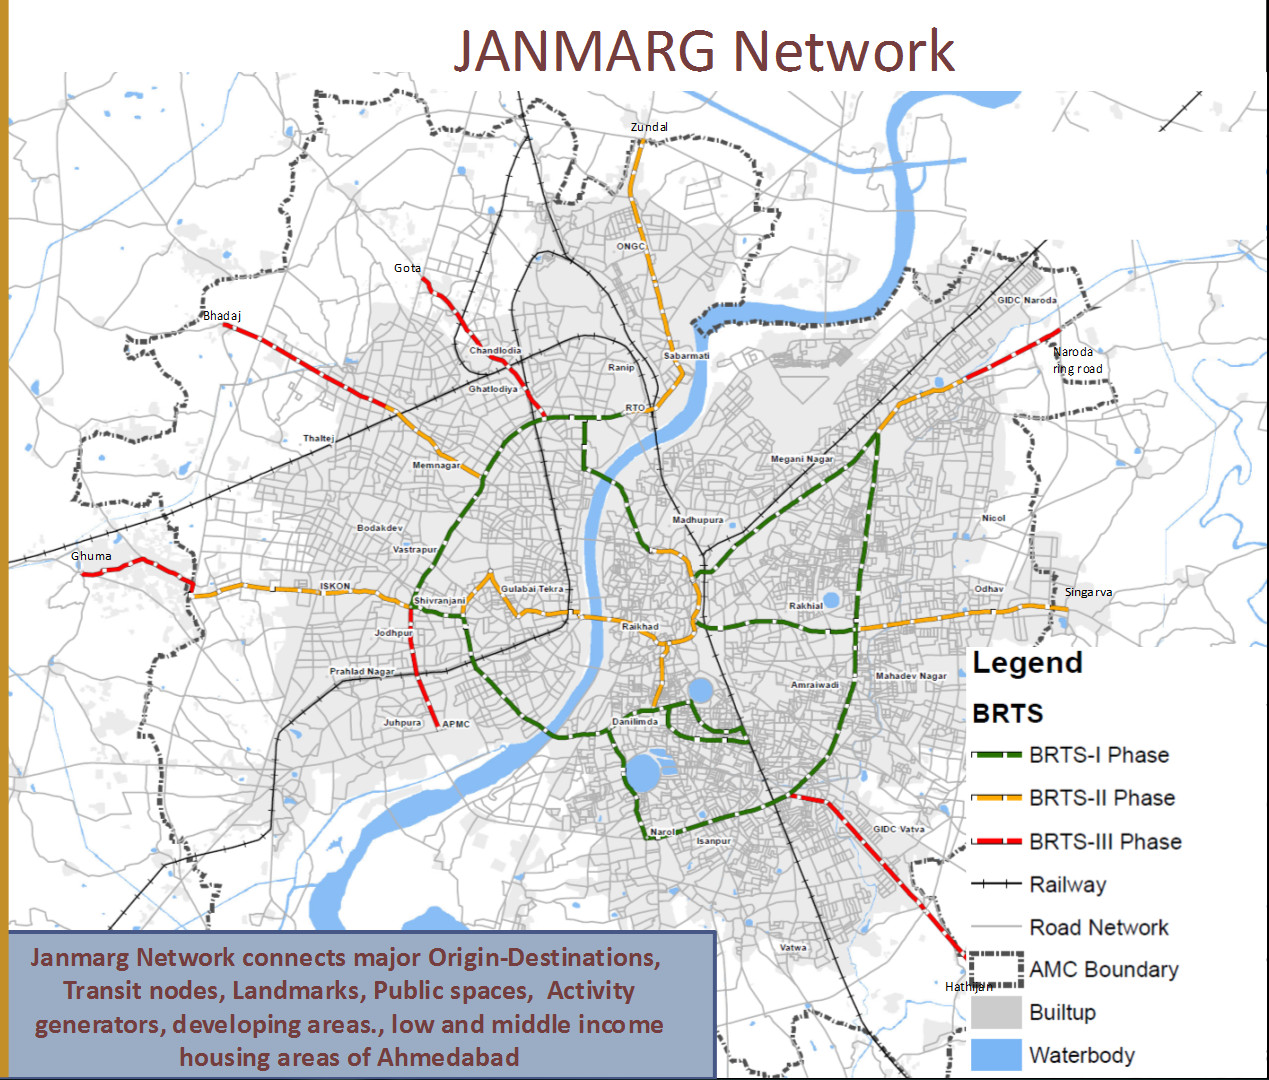 JANMARG Network
Zundal
ONGC
Gota
GIDC Naroda
Bhadaj
Chandlodia
Sabarmati
Naroda
ring road
Ranip
Ghatlodiya
RTO
Thaltej
Memnagar
Megani Nagar
Madhupura
Nicol
Bodakdev
Vastrapur
Ghuma
ISKON
Gulabai Tekra
Odhav
Singarva
Shivranjani
Rakhial
Raikhad
Jodhpur
Prahlad Nagar
Amraiwadi
Mahadev Nagar
Juhpura
APMC
Danilimda
Narol
Isanpur
GIDC Vatva
Vatwa
Hathijan
Legend
BRTS
BRTS-I Phase
BRTS-II Phase
BRTS-III Phase
Railway
Road Network
AMC Boundary
Builtup
Waterbody
Janmarg Network connects major Origin-Destinations,
Transit nodes, Landmarks, Public spaces,  Activity
generators, developing areas., low and middle income
housing areas of Ahmedabad